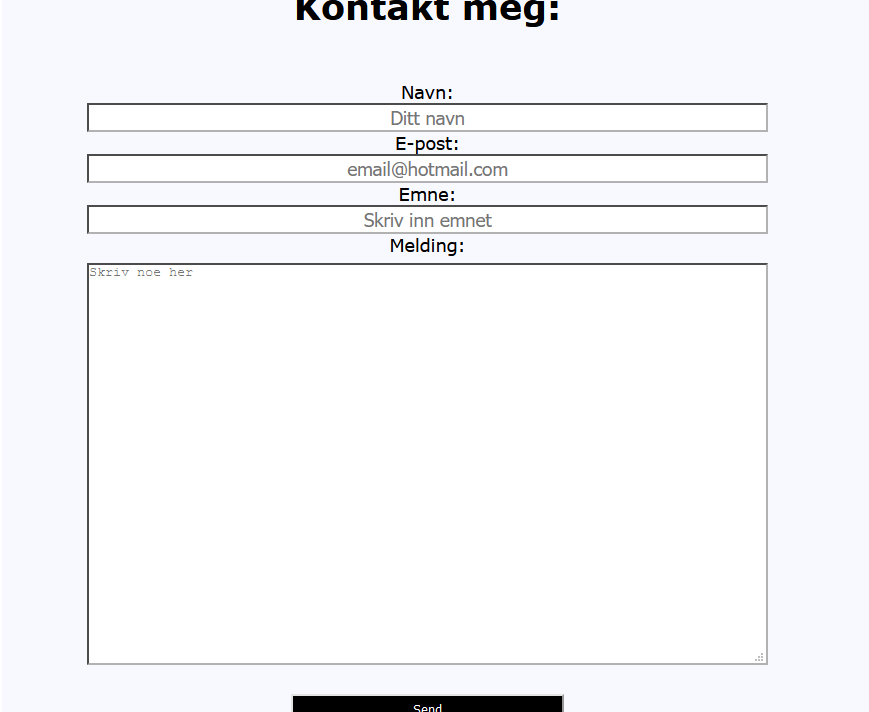 Kontakt meg:
Navn:
Ditt navn
E-post:
email@hotmail.com
Emne:
Skriv inn emnet
Melding:
Skriv noe her
Send